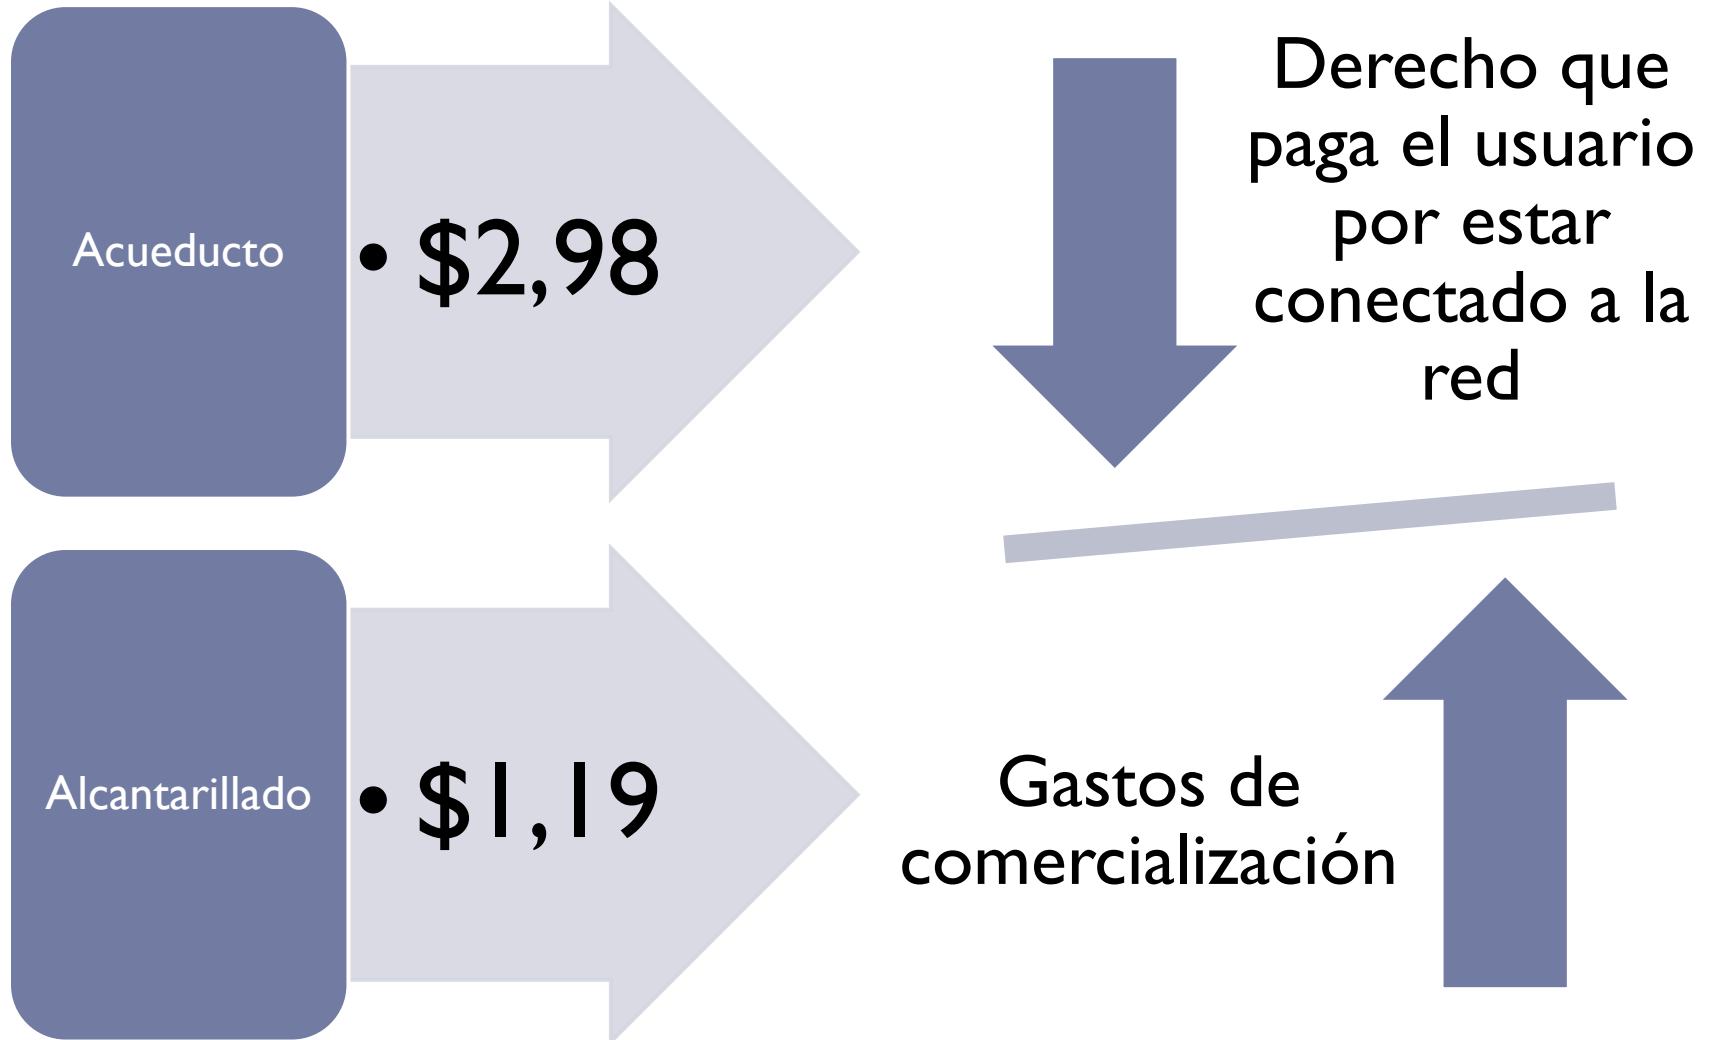 Acueducto
• $2,98
Derecho que
paga el usuario
por estar
conectado a la
red
Alcantarillado
• $1,19
Gastos de
comercialización